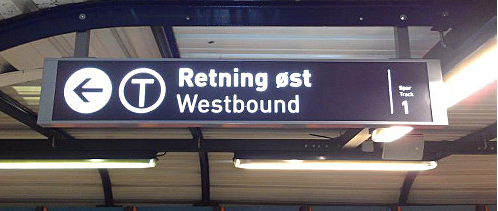 T
Retning øst
Westbound
Spor
Track
1